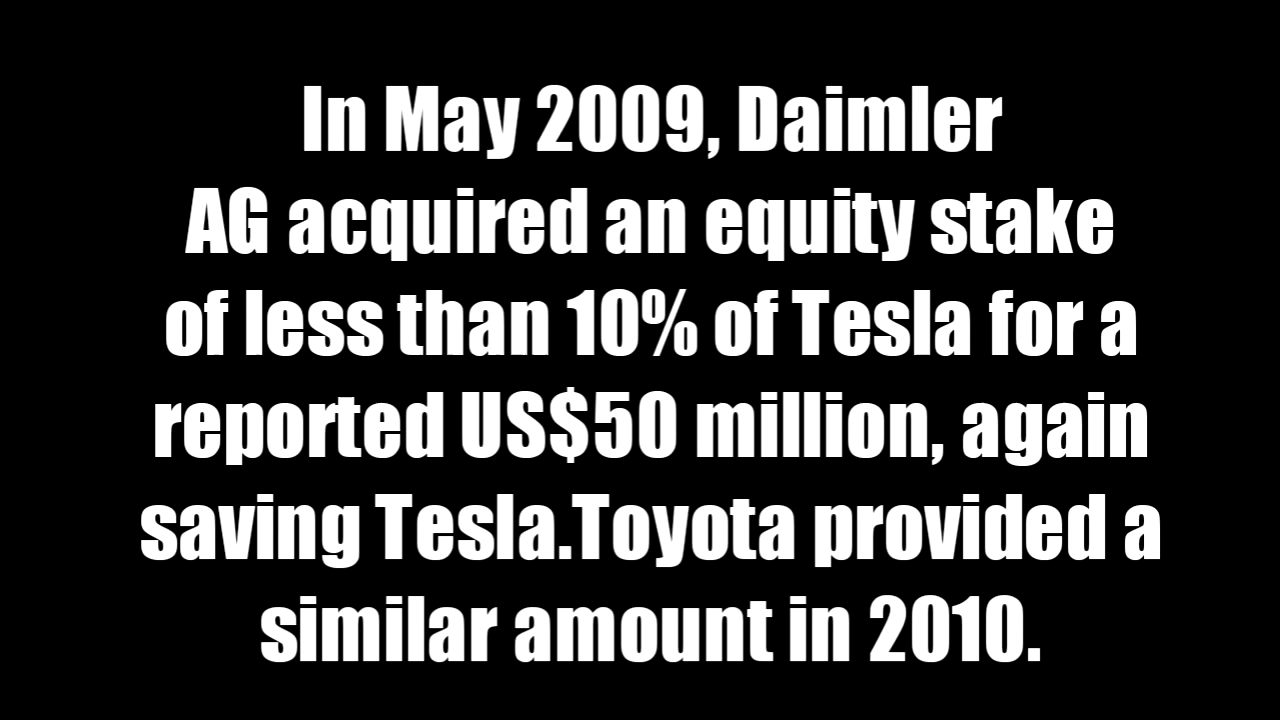 In May 2009, Daimler
AG acquired an equity stake
of less than 10% of Tesla for a
reported US$50 million, again
saving Tesla.Toyota provided a
similar amount in 2010.